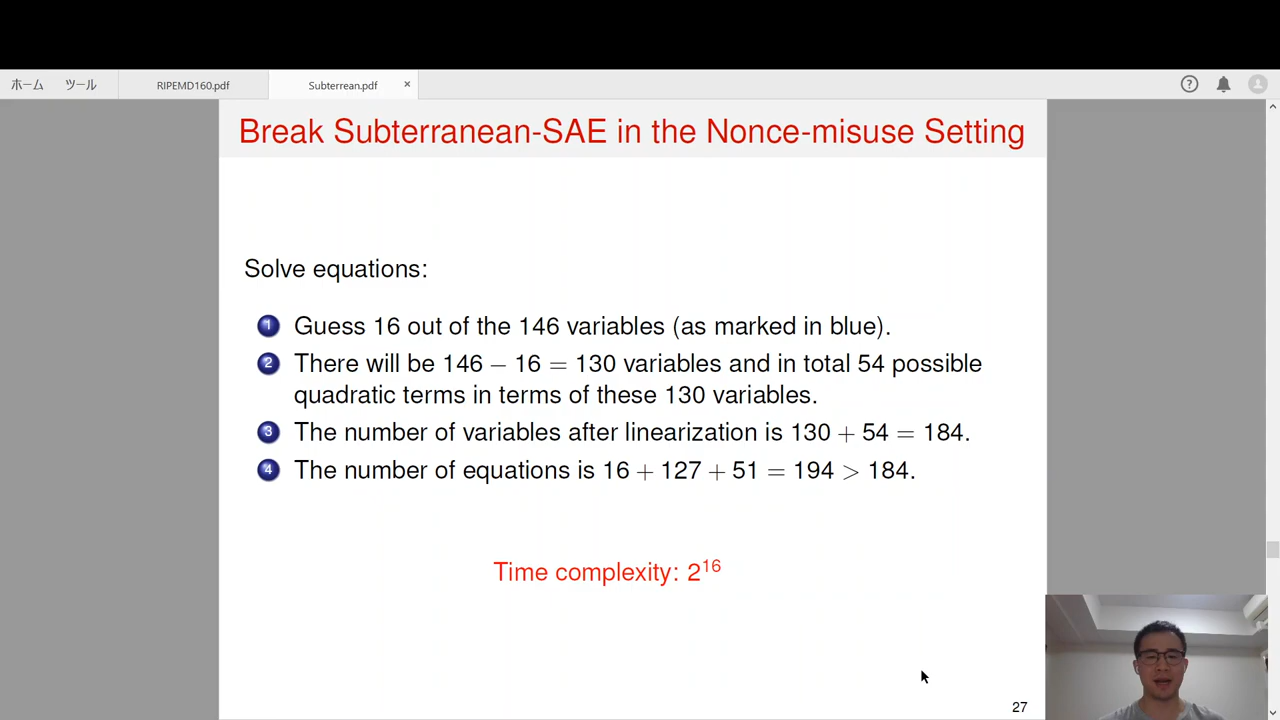 ホーム ツール RIPEMD160.pdf Subterrean.pdf ×
Break Subterranean-SAE in the Nonce-misuse Setting
Solve equations:
1 Guess 16 out of the 146 variables (as marked in blue).
2 There will be 146 − 16 = 130 variables and in total 54 possible
quadratic terms in terms of these 130 variables.
3 The number of variables after linearization is 130 + 54 = 184.
4 The number of equations is 16 + 127 + 51 = 194 > 184.
Time complexity: 2^16
27